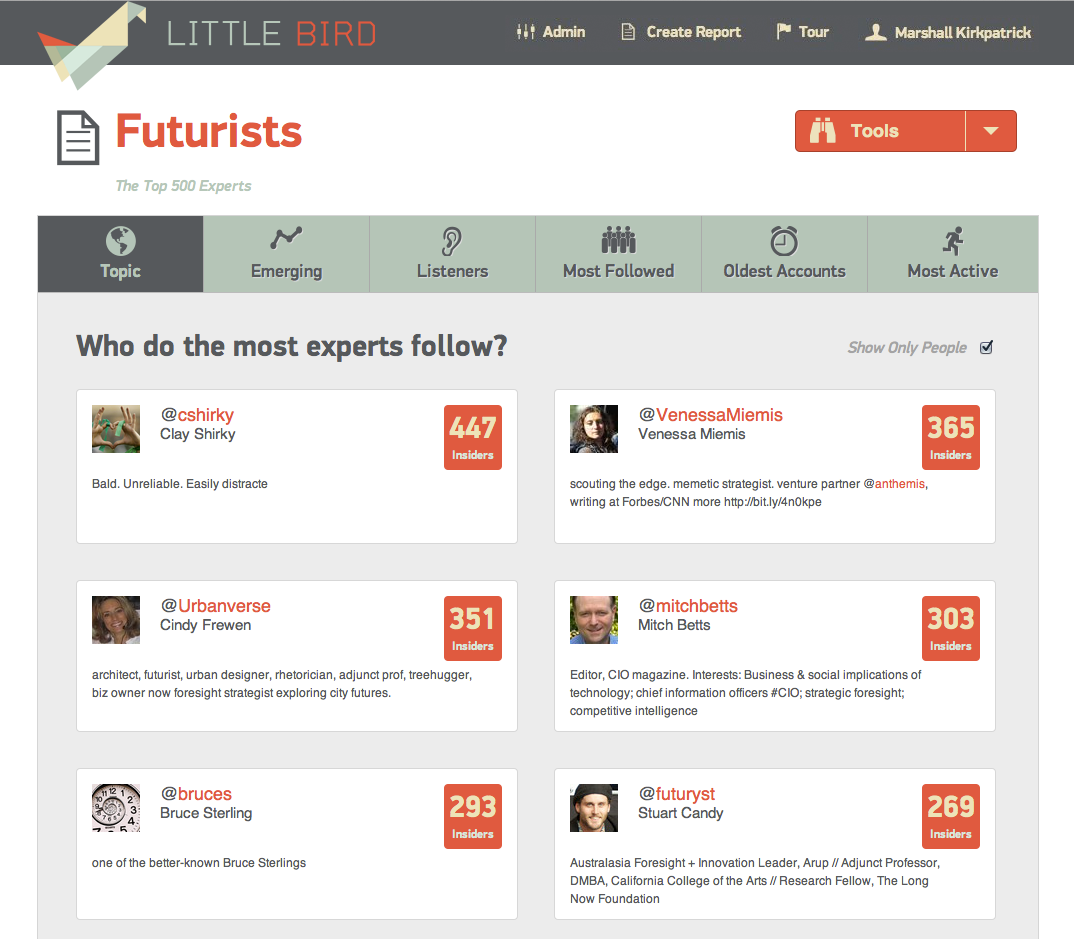 LITTLE BIRD
Admin
Create Report
Tour
Marshall Kirkpatrick
Futurists
Tools
The Top 500 Experts
Topic
Emerging
Listeners
Most Followed
Oldest Accounts
Most Active
Who do the most experts follow?
Show Only People
@cshirky
Clay Shirky
447
Insiders
Bald. Unreliable. Easily distracte
@VenessaMiemis
Venessa Miemis
365
Insiders
scouting the edge. memetic strategist. venture partner @anthemis,
writing at Forbes/CNN more http://bit.ly/4n0kpe
@Urbanverse
Cindy Frewen
351
Insiders
architect, futurist, urban designer, rhetorician, adjunct prof, treehugger,
biz owner now foresight strategist exploring city futures.
@mitchbetts
Mitch Betts
303
Insiders
Editor, CIO magazine. Interests: Business & social implications of
technology; chief information officers #CIO; strategic foresight;
competitive intelligence
@bruces
Bruce Sterling
293
Insiders
one of the better-known Bruce Sterlings
@futuryst
Stuart Candy
269
Insiders
Australasia Foresight + Innovation Leader, Arup // Adjunct Professor,
DMBA, California College of the Arts // Research Fellow, The Long
Now Foundation